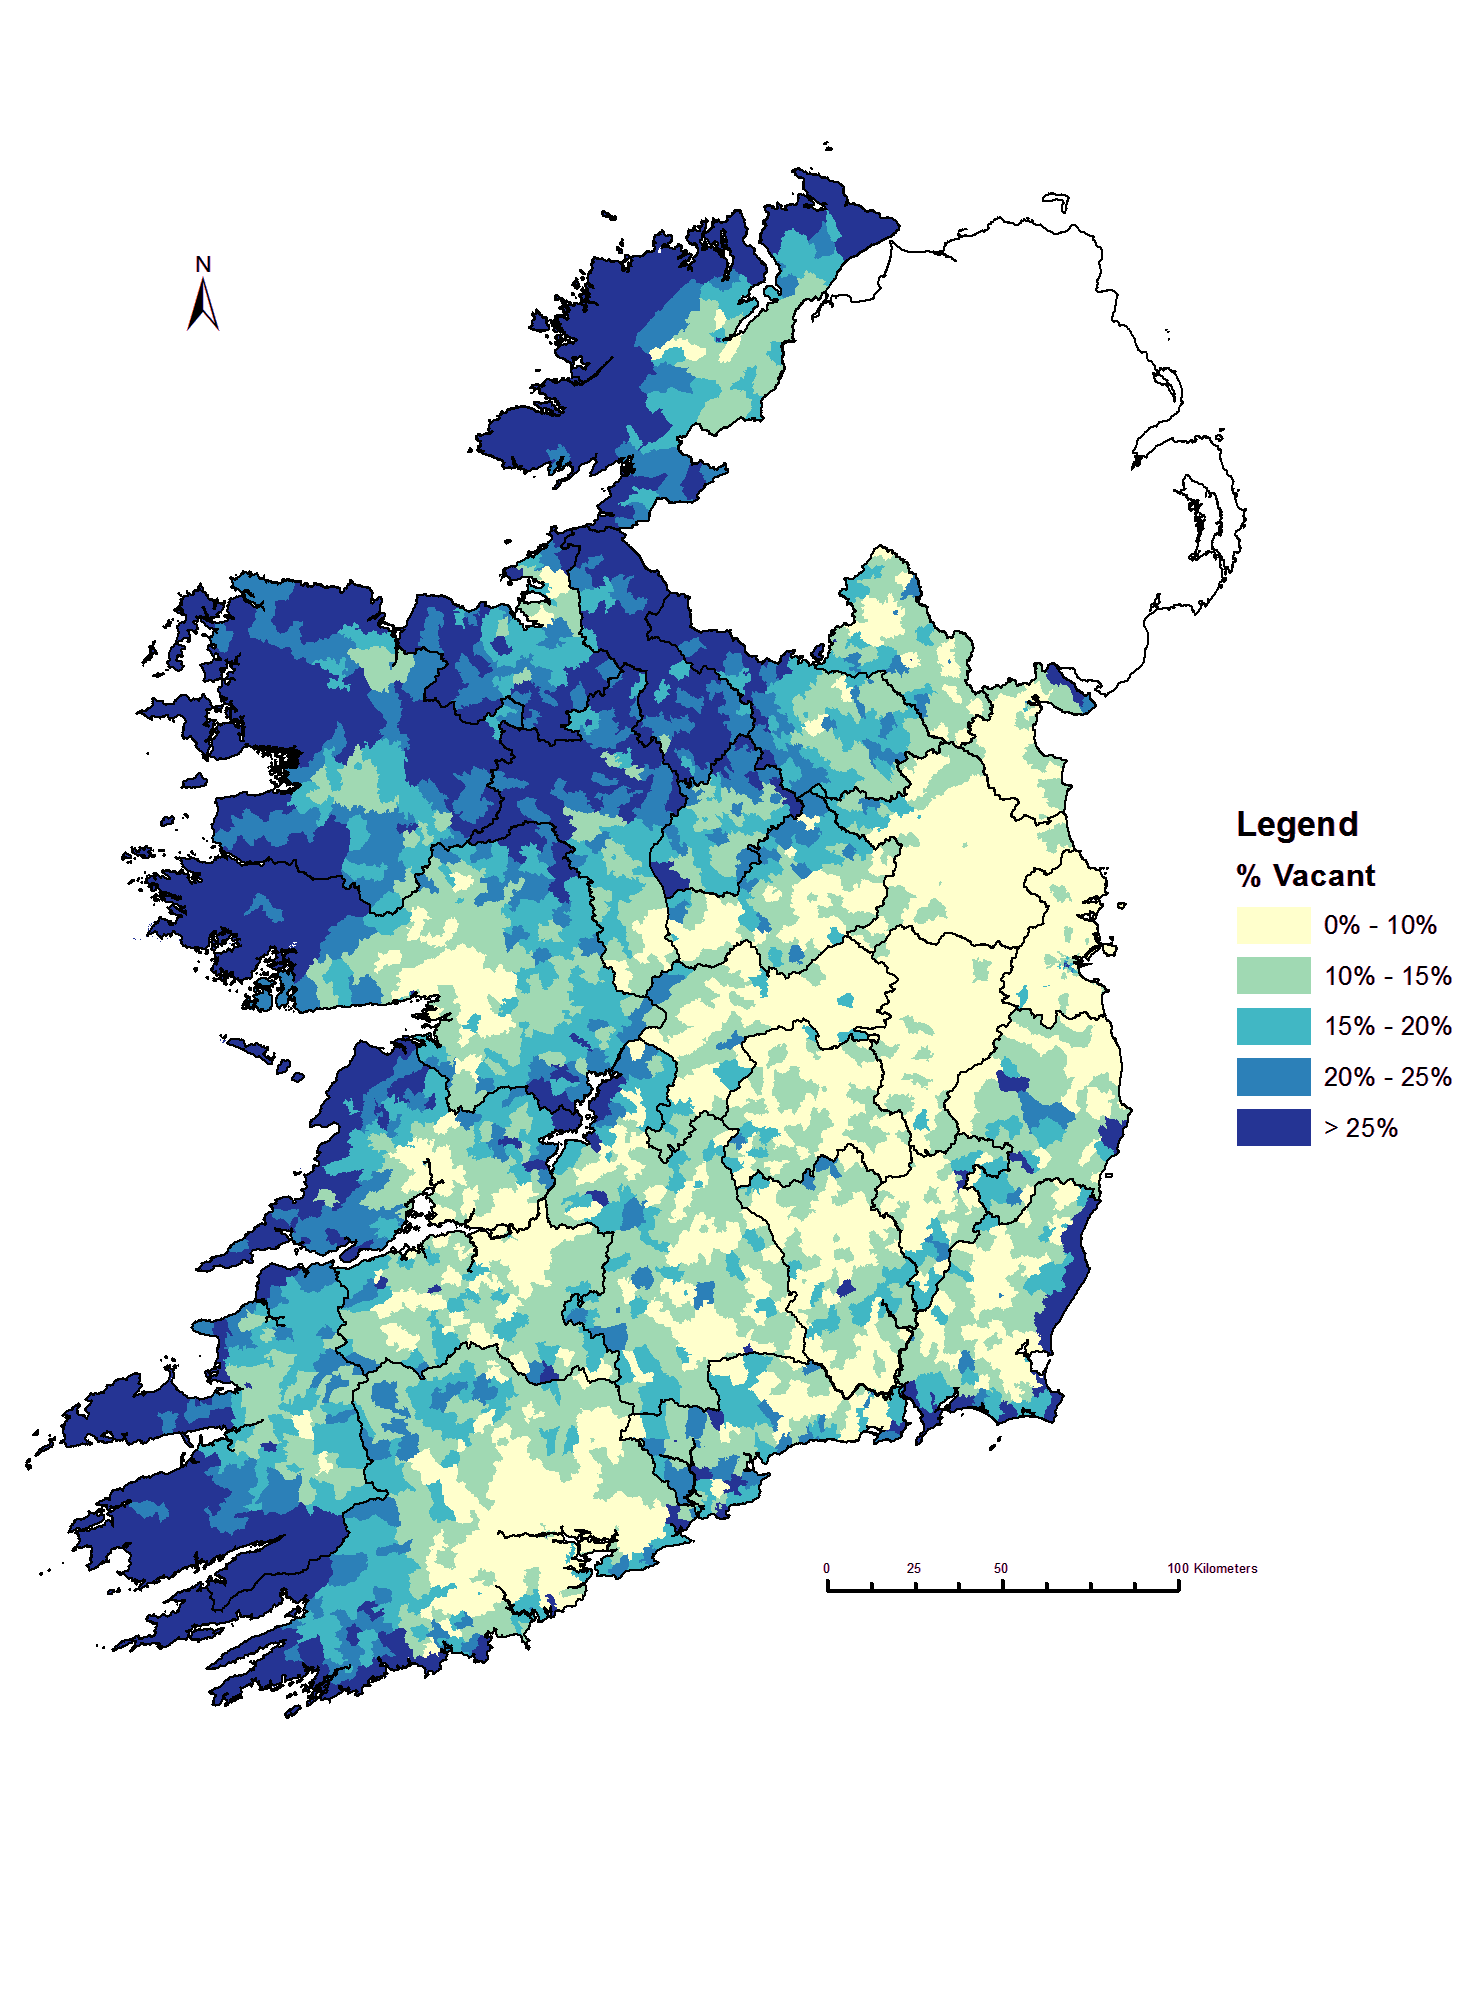 N
Legend
% Vacant
0% - 10%
10% - 15%
15% - 20%
20% - 25%
> 25%
0 25 50 100 Kilometers